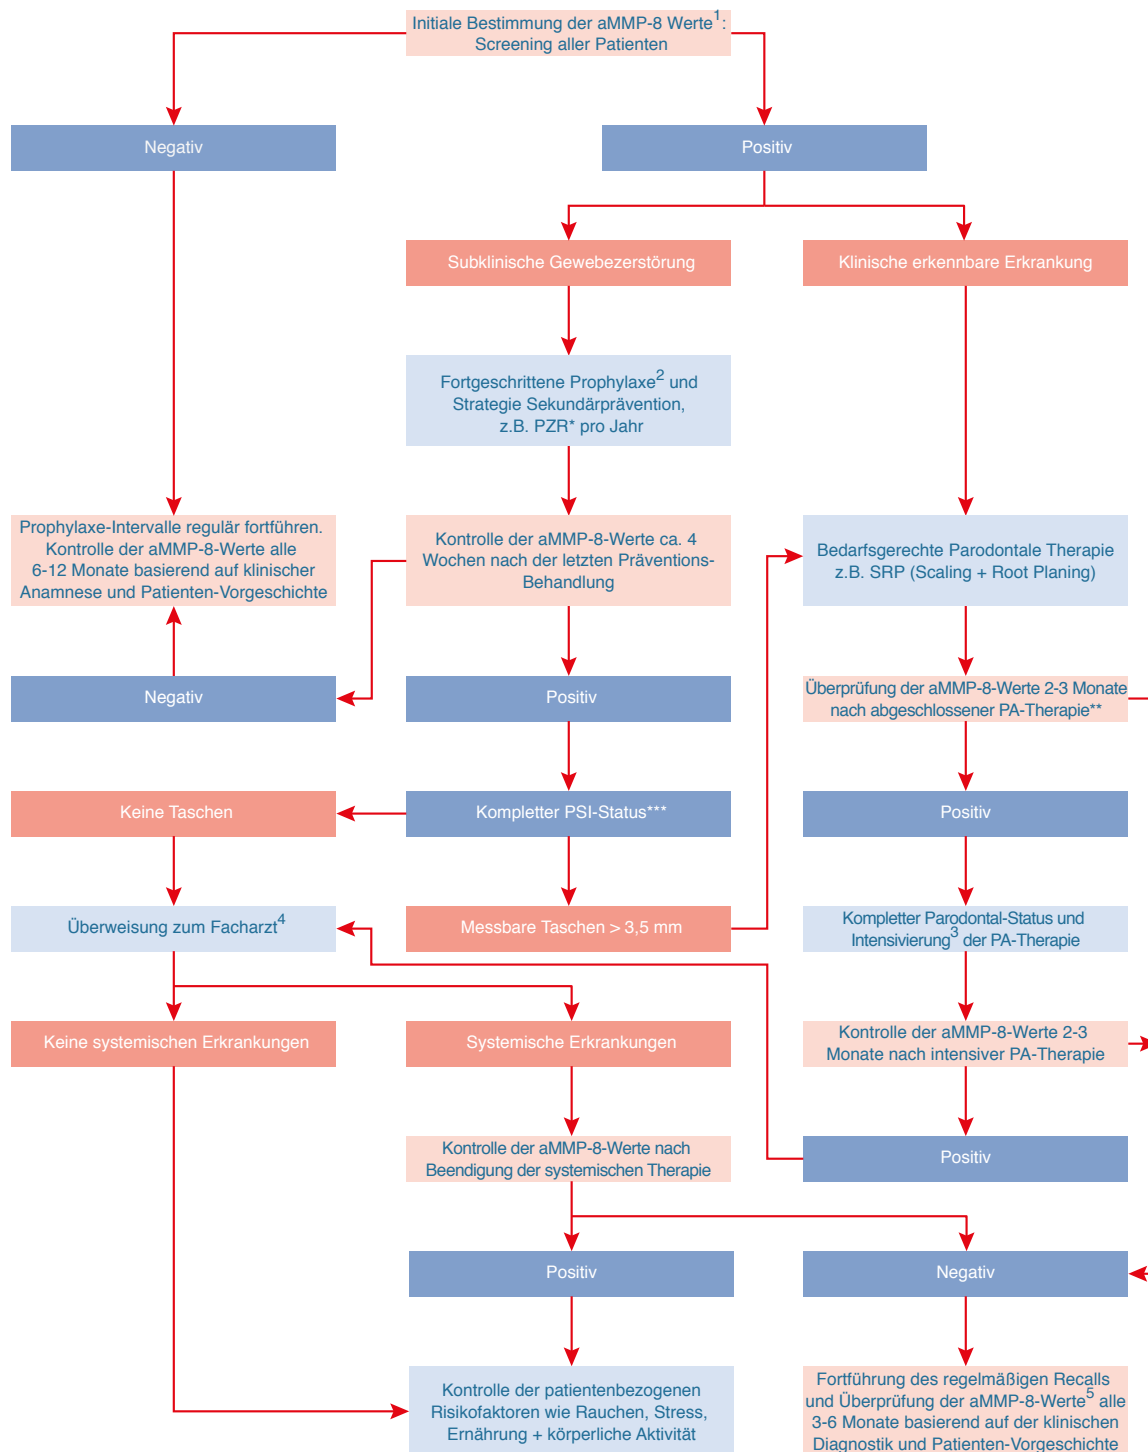 Initiale Bestimmung der aMMP-8 Werte¹:
Screening aller Patienten
Negativ
Positiv
Subklinische Gewebezerstörung
Klinische erkennbare Erkrankung
Fortgeschrittene Prophylaxe² und
Strategie Sekundärprävention,
z.B. PZR* pro Jahr
Prophylaxe-Intervalle regulär fortführen.
Kontrolle der aMMP-8-Werte alle
6-12 Monate basierend auf klinischer
Anamnese und Patienten-Vorgeschichte
Kontrolle der aMMP-8-Werte ca. 4
Wochen nach der letzten Präventions-
Behandlung
Bedarfsgerechte Parodontale Therapie
z.B. SRP (Scaling + Root Planing)
Negativ
Positiv
Überprüfung der aMMP-8-Werte 2-3 Monate
nach abgeschlossener PA-Therapie**
Keine Taschen
Kompletter PSI-Status***
Positiv
Überweisung zum Facharzt⁴
Messbare Taschen > 3,5 mm
Kompletter Parodontal-Status und
Intensivierung³ der PA-Therapie
Keine systemischen Erkrankungen
Systemische Erkrankungen
Kontrolle der aMMP-8-Werte 2-3
Monate nach intensiver PA-Therapie
Kontrolle der aMMP-8-Werte nach
Beendigung der systemischen Therapie
Positiv
Positiv
Negativ
Kontrolle der patientenbezogenen
Risikofaktoren wie Rauchen, Stress,
Ernährung + körperliche Aktivität
Fortführung des regelmäßigen Recalls
und Überprüfung der aMMP-8-Werte⁵ alle
3-6 Monate basierend auf der klinischen
Diagnostik und Patienten-Vorgeschichte